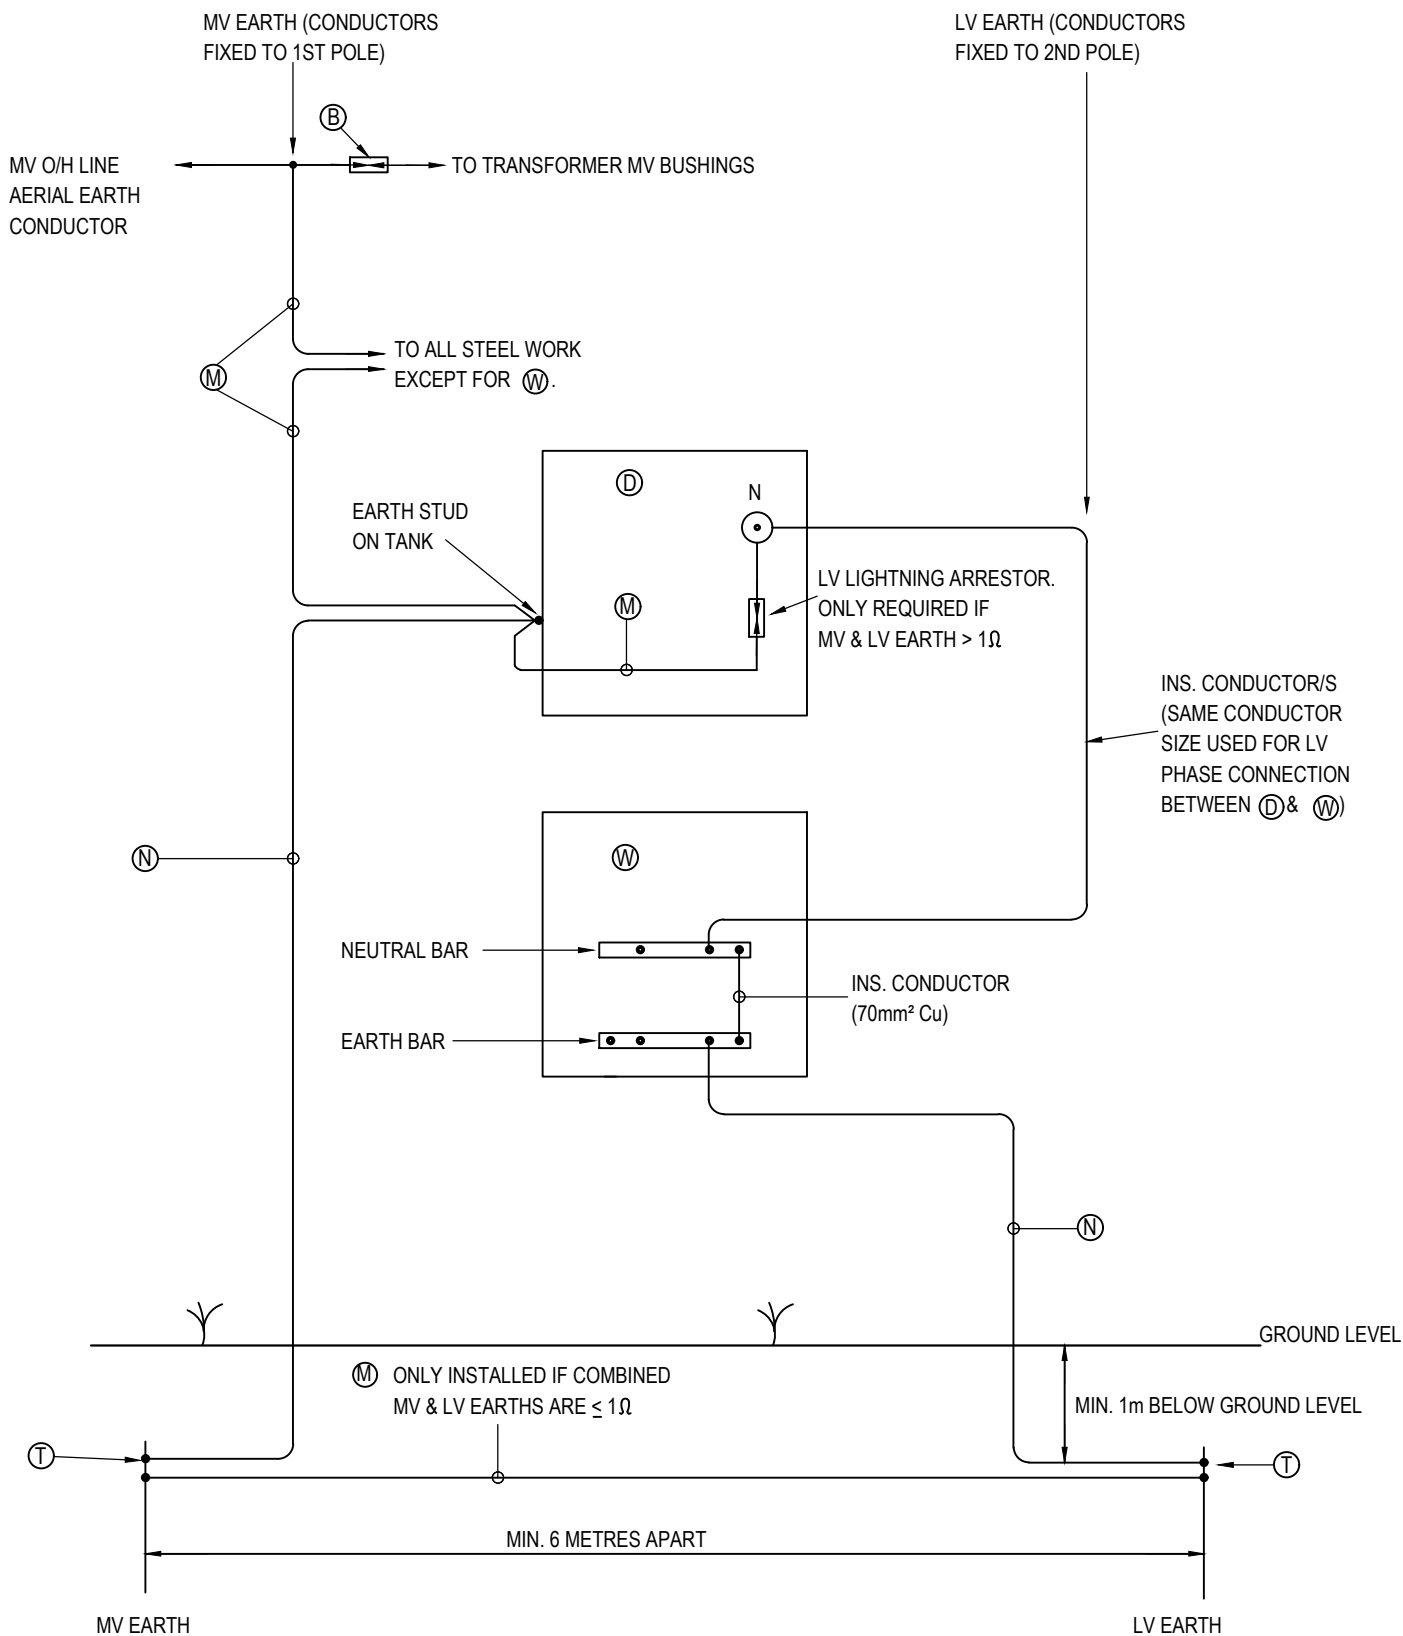 MV EARTH (CONDUCTORS
FIXED TO 1ST POLE)
LV EARTH (CONDUCTORS
FIXED TO 2ND POLE)
B
MV O/H LINE
AERIAL EARTH
CONDUCTOR
TO TRANSFORMER MV BUSHINGS
M
TO ALL STEEL WORK
EXCEPT FOR W.
D
N
EARTH STUD
ON TANK
M
LV LIGHTNING ARRESTOR.
ONLY REQUIRED IF
MV & LV EARTH > 1Ω
INS. CONDUCTOR/S
(SAME CONDUCTOR
SIZE USED FOR LV
PHASE CONNECTION
BETWEEN D & W)
N
W
NEUTRAL BAR
INS. CONDUCTOR
(70mm² Cu)
EARTH BAR
N
GROUND LEVEL
M ONLY INSTALLED IF COMBINED
MV & LV EARTHS ARE ≤ 1Ω
MIN. 1m BELOW GROUND LEVEL
T
T
MIN. 6 METRES APART
MV EARTH
LV EARTH